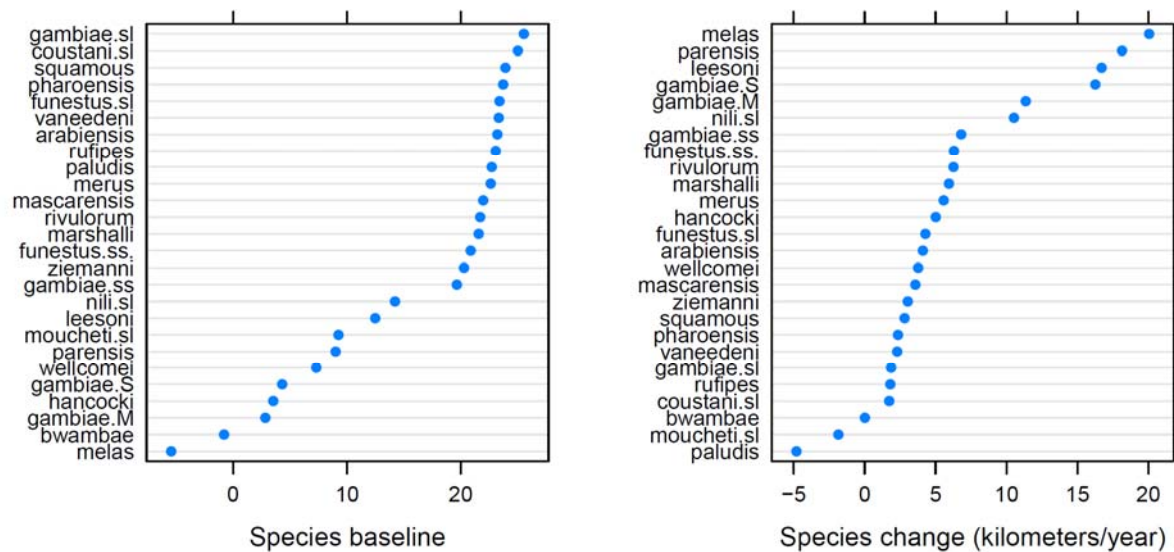 gambiae.sl
coustani.sl
squamous
pharoensis
funestus.sl
vaneedeni
arabiensis
rufipes
paludis
merus
mascarensis
rivulorum
marshalli
funestus.ss.
ziemanni
gambiae.ss
nili.sl
leesoni
moucheti.sl
parensis
wellcomei
gambiae.S
hancocki
gambiae.M
bwambae
melas
0 10 20
Species baseline
melas
parensis
leesoni
gambiae.S
gambiae.M
nili.sl
gambiae.ss
funestus.ss.
rivulorum
marshalli
merus
hancocki
funestus.sl
arabiensis
wellcomei
mascarensis
ziemanni
squamous
pharoensis
vaneedeni
gambiae.sl
rufipes
coustani.sl
bwambae
moucheti.sl
paludis
−5 0 5 10 15 20
Species change (kilometers/year)